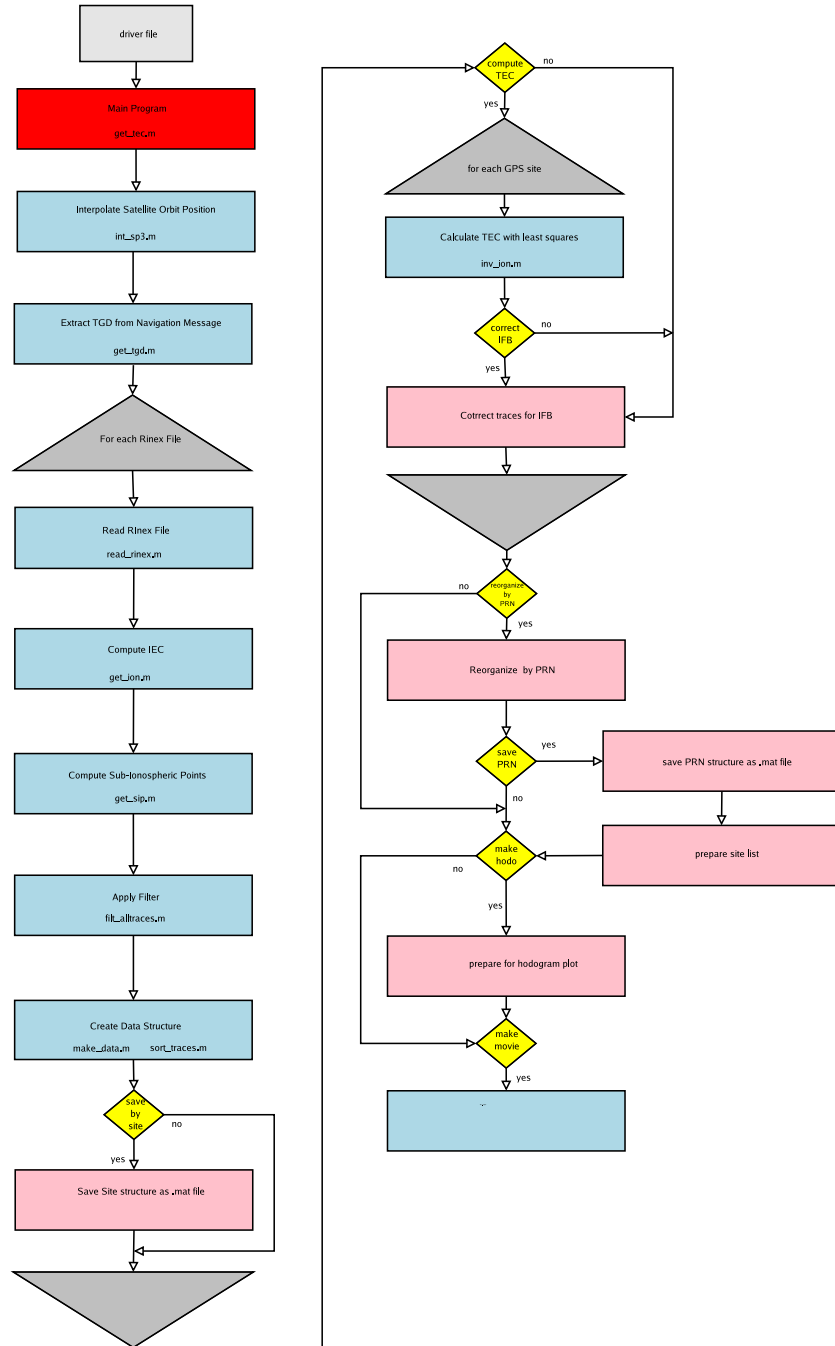 driver file
Main Program
get_tec.m
Interpolate Satellite Orbit Position
int_sp3.m
Extract TGD from Navigation Message
get_tgd.m
For each Rinex File
Read RInex File
read_rinex.m
Compute IEC
get_ion.m
Compute Sub-Ionospheric Points
get_sip.m
Apply Filter
filt_alltraces.m
Create Data Structure
make_data.m sort_traces.m
save
by
site
no
yes
Save Site structure as .mat file
compute
TEC
no
yes
for each GPS site
Calculate TEC with least squares
inv_ion.m
correct
IFB
no
yes
Cotrrect traces for IFB
reorganize
by
PRN
no
yes
Reorganize by PRN
save
PRN
yes
no
save PRN structure as .mat file
prepare site list
make
hodo
no
yes
prepare for hodogram plot
make
movie
yes